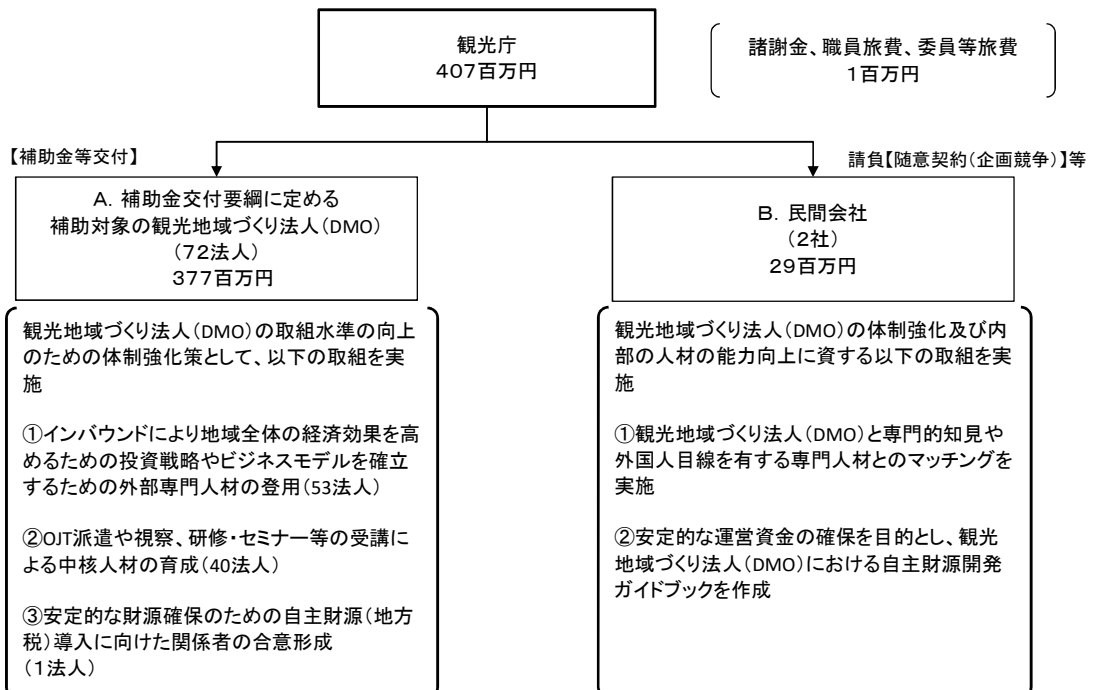 観光庁
407百万円
諸謝金、職員旅費、委員等旅費
1百万円
【補助金等交付】
請負【随意契約(企画競争)】等
A. 補助金交付要綱に定める
補助対象の観光地域づくり法人(DMO)
(72法人)
377百万円
B. 民間会社
(2社)
29百万円
観光地域づくり法人(DMO)の取組水準の向上
のための体制強化策として、以下の取組を実
施
①インバウンドにより地域全体の経済効果を高
めるための投資戦略やビジネスモデルを確立
するための外部専門人材の登用(53法人)
②OJT派遣や視察、研修・セミナー等の受講に
よる中核人材の育成(40法人)
③安定的な財源確保のための自主財源(地方
税)導入に向けた関係者の合意形成
(1法人)
観光地域づくり法人(DMO)の体制強化及び内
部の人材の能力向上に資する以下の取組を実
施
①観光地域づくり法人(DMO)と専門的知見や
外国人目線を有する専門人材とのマッチングを
実施
②安定的な運営資金の確保を目的とし、観光
地域づくり法人(DMO)における自主財源開発
ガイドブックを作成